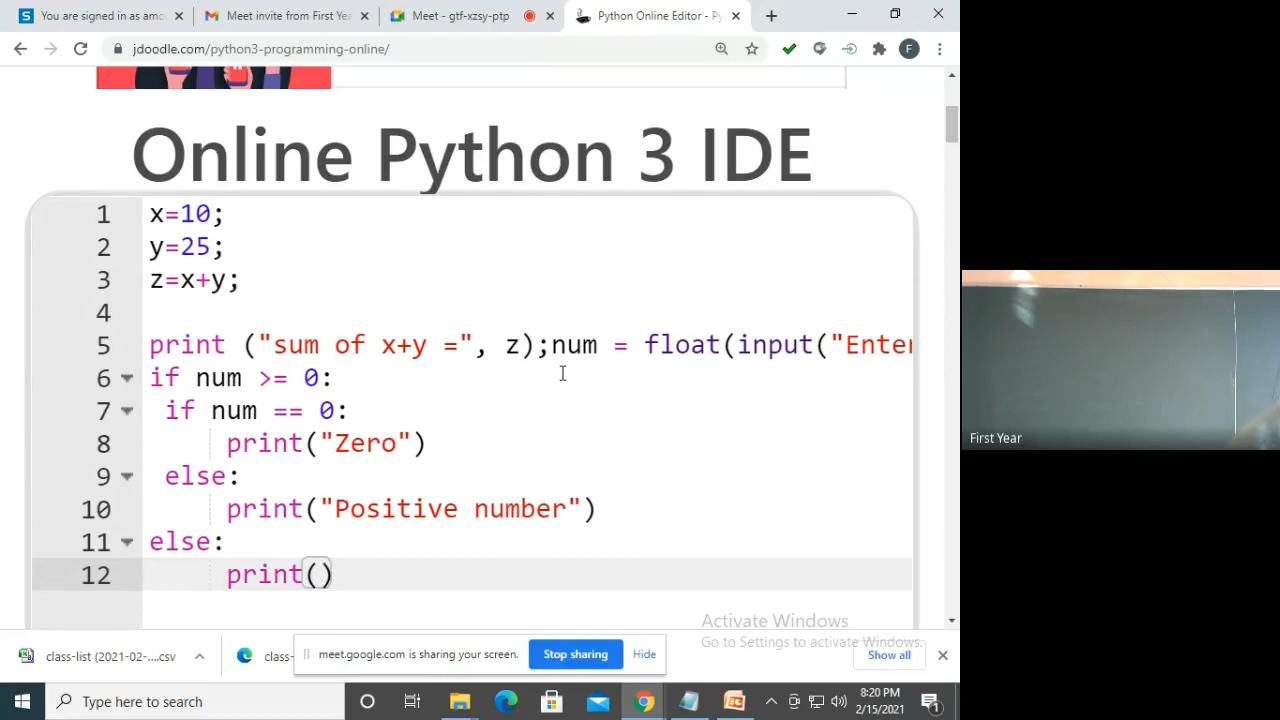 You are signed in as amo
Meet invite from First Yea
Meet - gtf-xzsy-ptp
Python Online Editor - Py
jdoodle.com/python3-programming-online/
F
Online Python 3 IDE
1 x=10;
2 y=25;
3 z=x+y;
4
5 print ("sum of x+y =", z);num = float(input("Enter
6 if num >= 0:
7 if num == 0:
8 print("Zero")
9 else:
10 print("Positive number")
11 else:
12 print()
First Year
Activate Windows
Go to Settings to activate Windows.
class-list (2021-02-....csv
class-
meet.google.com is sharing your screen.
Stop sharing
Hide
Show all
Type here to search
8:20 PM
2/15/2021
1